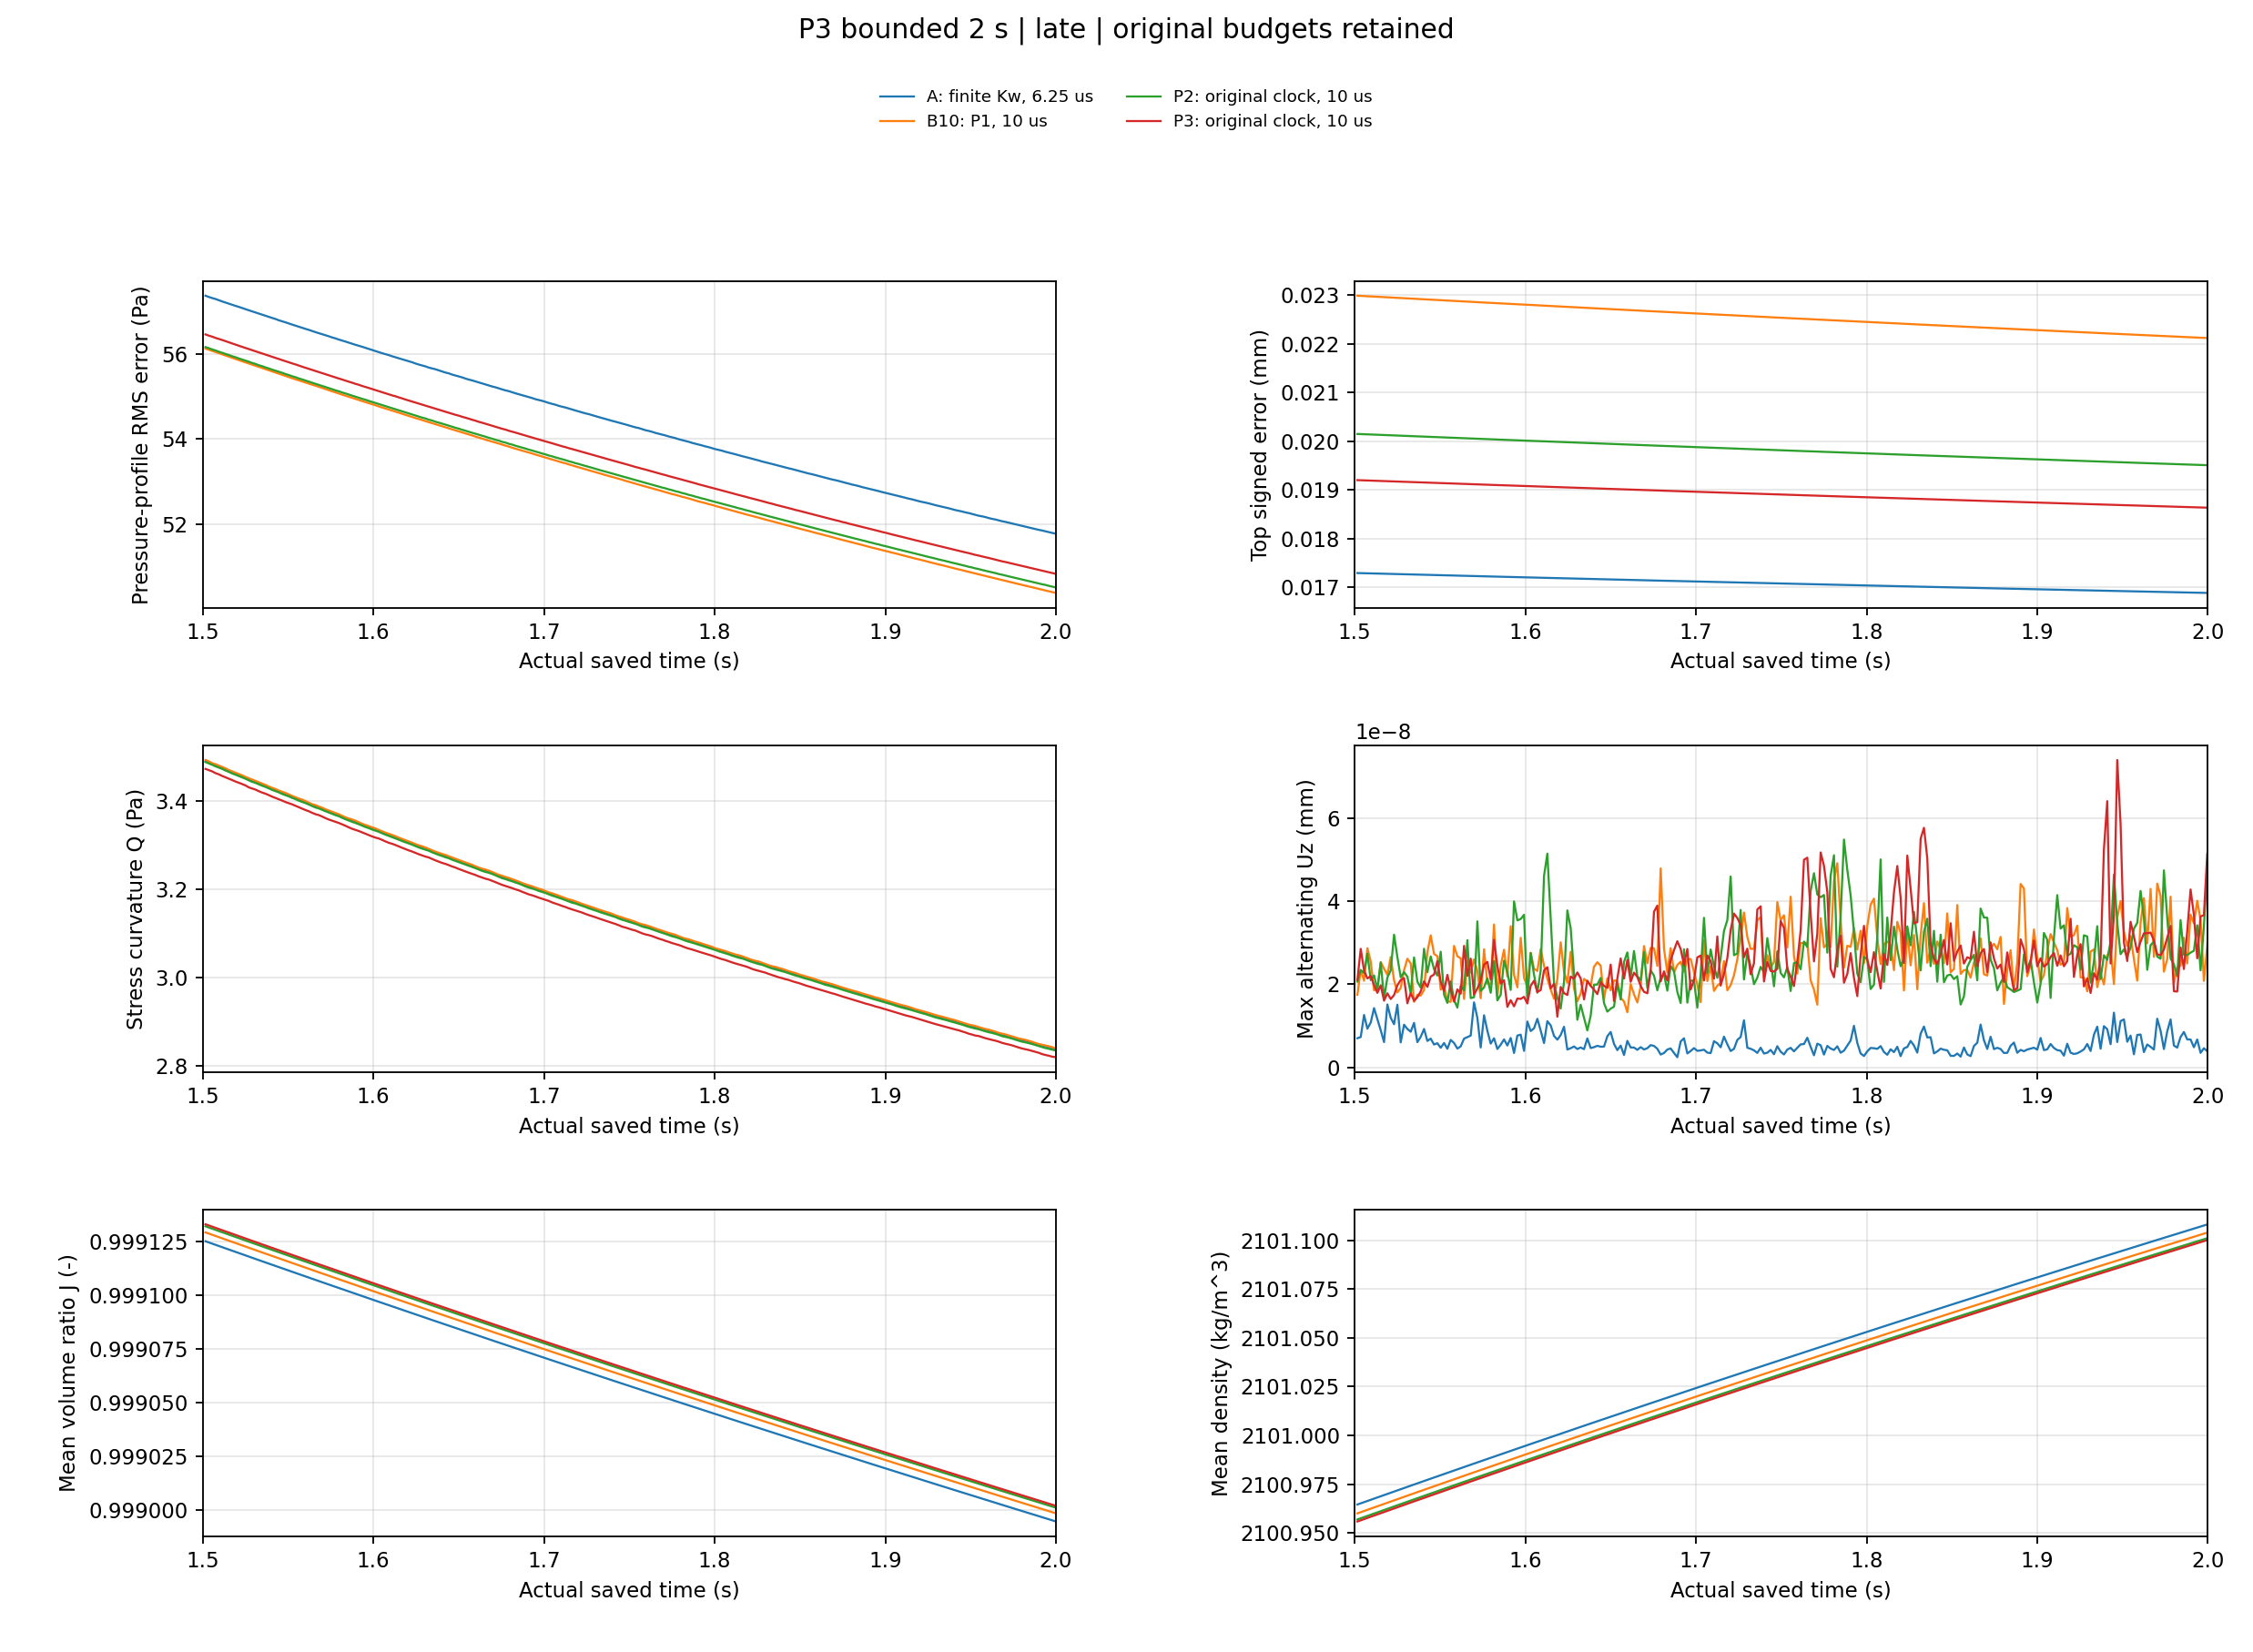 P3 bounded 2 s | late | original budgets retained
A: finite Kw, 6.25 us
P2: original clock, 10 us
B10: P1, 10 us
P3: original clock, 10 us
Pressure-profile RMS error (Pa)
56
54
52
1.5 1.6 1.7 1.8 1.9 2.0
Actual saved time (s)
Top signed error (mm)
0.023
0.022
0.021
0.020
0.019
0.018
0.017
1.5 1.6 1.7 1.8 1.9 2.0
Actual saved time (s)
Stress curvature Q (Pa)
3.4
3.2
3.0
2.8
1.5 1.6 1.7 1.8 1.9 2.0
Actual saved time (s)
1e−8
Max alternating Uz (mm)
6
4
2
0
1.5 1.6 1.7 1.8 1.9 2.0
Actual saved time (s)
Mean volume ratio J (-)
0.999125
0.999100
0.999075
0.999050
0.999025
0.999000
1.5 1.6 1.7 1.8 1.9 2.0
Actual saved time (s)
Mean density (kg/m^3)
2101.100
2101.075
2101.050
2101.025
2101.000
2100.975
2100.950
1.5 1.6 1.7 1.8 1.9 2.0
Actual saved time (s)